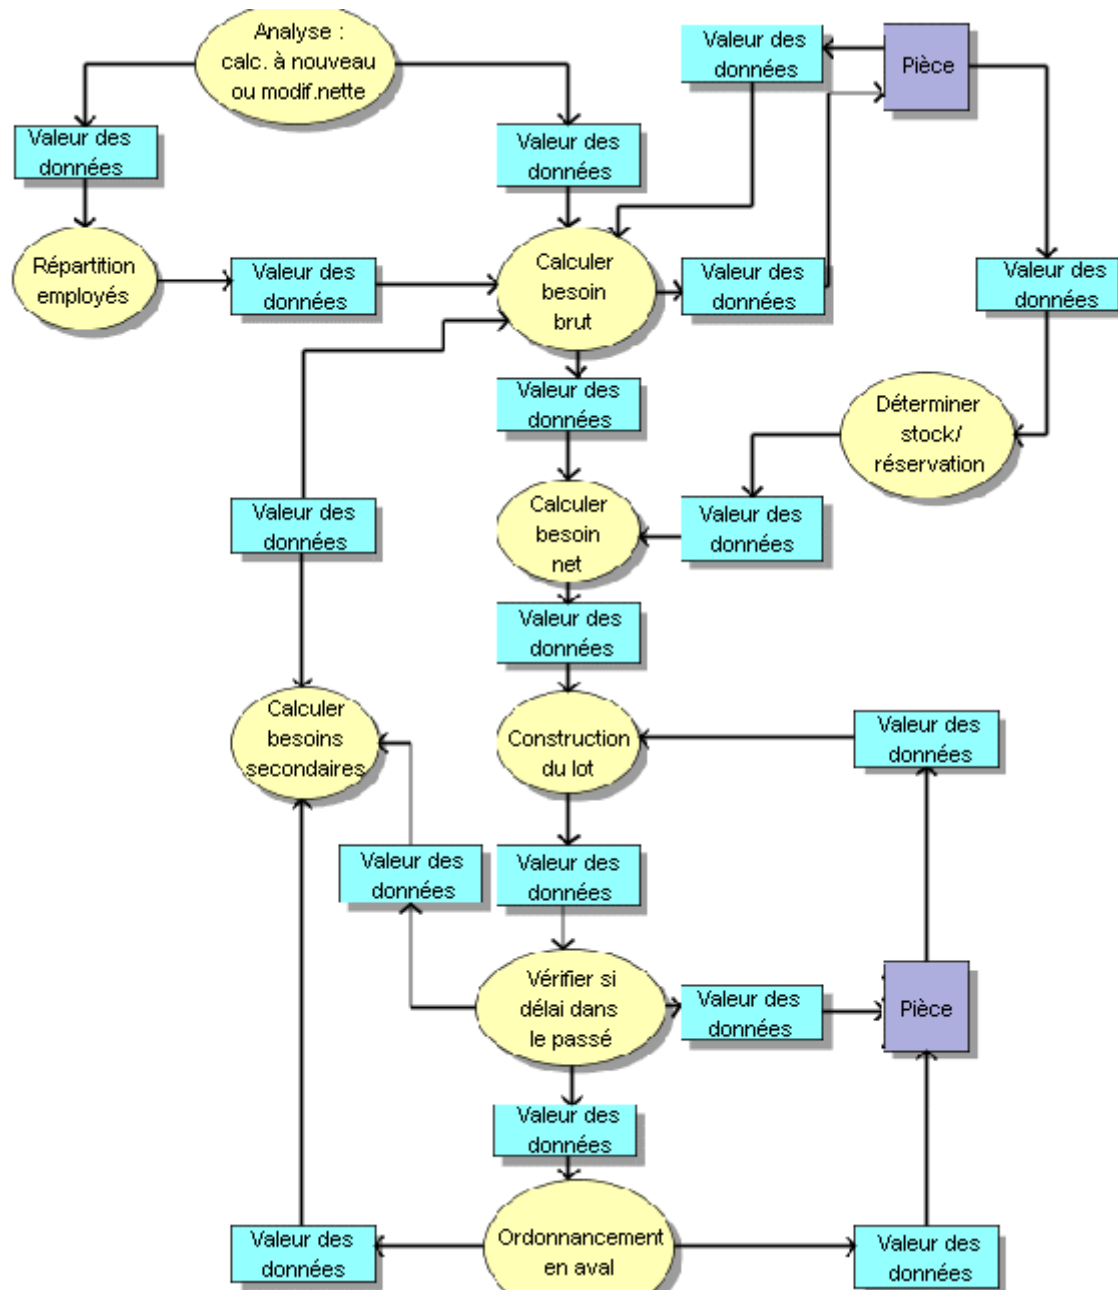 Analyse :
calc. à nouveau
ou modif.nette
Valeur des
données
Pièce
Valeur des
données
Valeur des
données
Répartition
employés
Valeur des
données
Calculer
besoin
brut
Valeur des
données
Valeur des
données
Valeur des
données
Déterminer
stock/
réservation
Valeur des
données
Calculer
besoin
net
Valeur des
données
Valeur des
données
Calculer
besoins
secondaires
Construction
du lot
Valeur des
données
Valeur des
données
Valeur des
données
Vérifier si
délai dans
le passé
Valeur des
données
Pièce
Valeur des
données
Valeur des
données
Ordonnancement
en aval
Valeur des
données